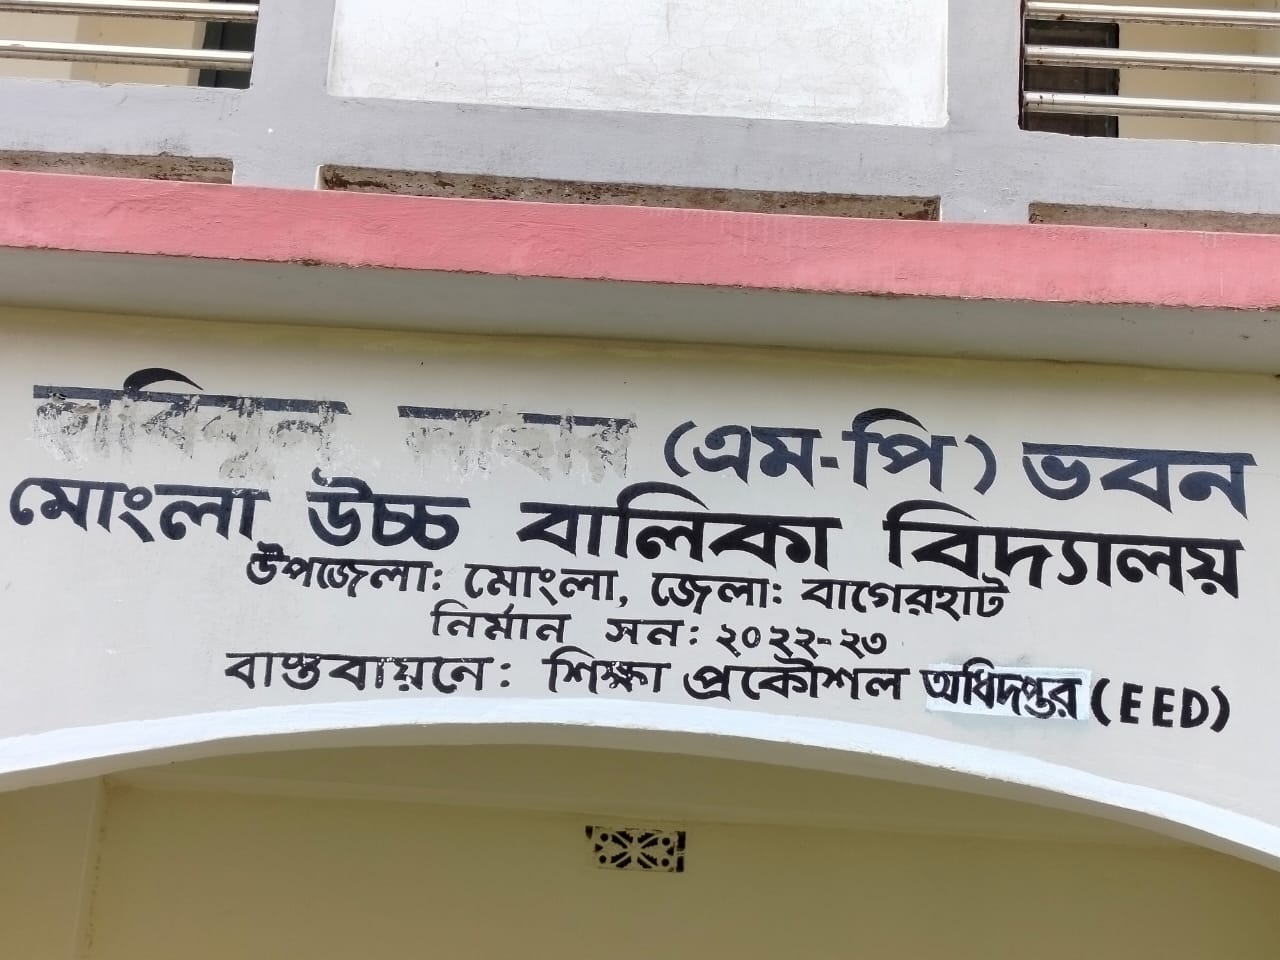 (এম-পি) ভবন
মোংলা উচ্চ বালিকা বিদ্যালয়
উপজেলা: মোংলা, জেলা: বাগেরহাট
নির্মান সন: ২০২২-২৩
বাস্তবায়নে: শিক্ষা প্রকৌশল অধিদপ্তর (EED)